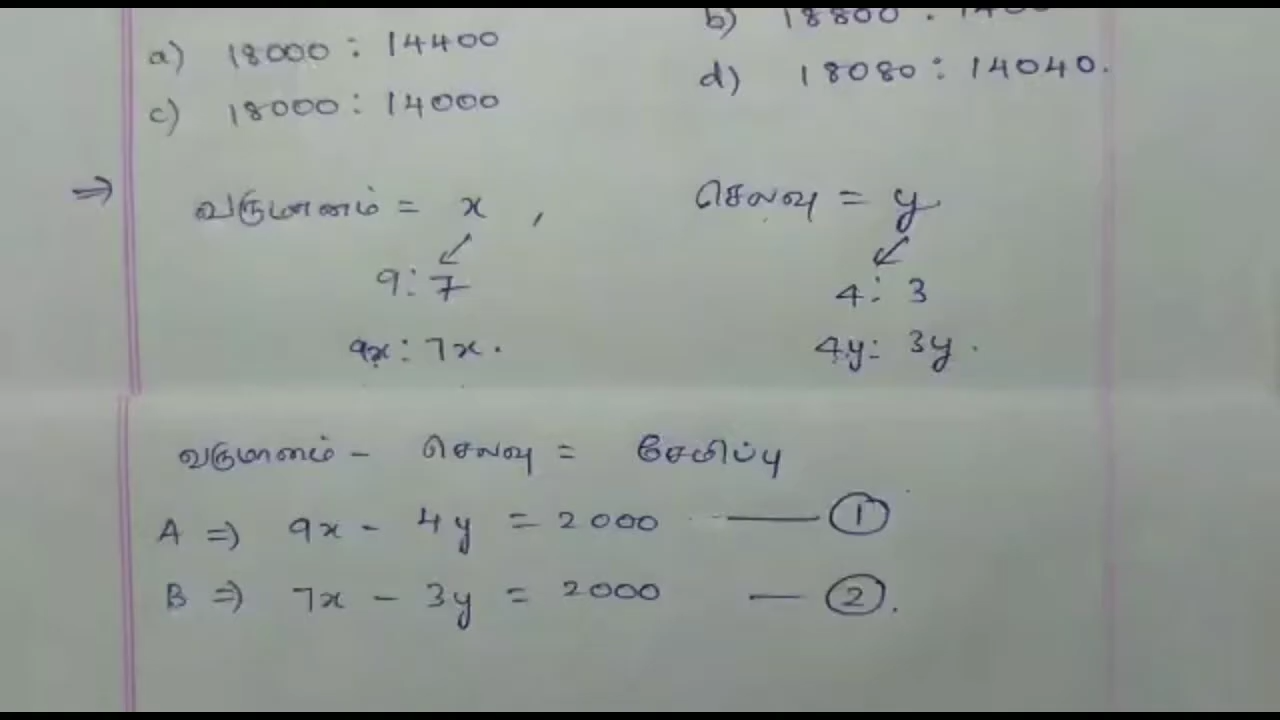 b) 18800 :
a) 18000 : 14400
d) 18080 : 14040.
c) 18000 : 14000
⇒ வருமானம் = x , செலவு = y
9 : 7 4 : 3
9x : 7x. 4y : 3y.
வருமானம் - செலவு = சேமிப்பு
A ⇒ 9x - 4y = 2000 —— ①
B ⇒ 7x - 3y = 2000 — ②.